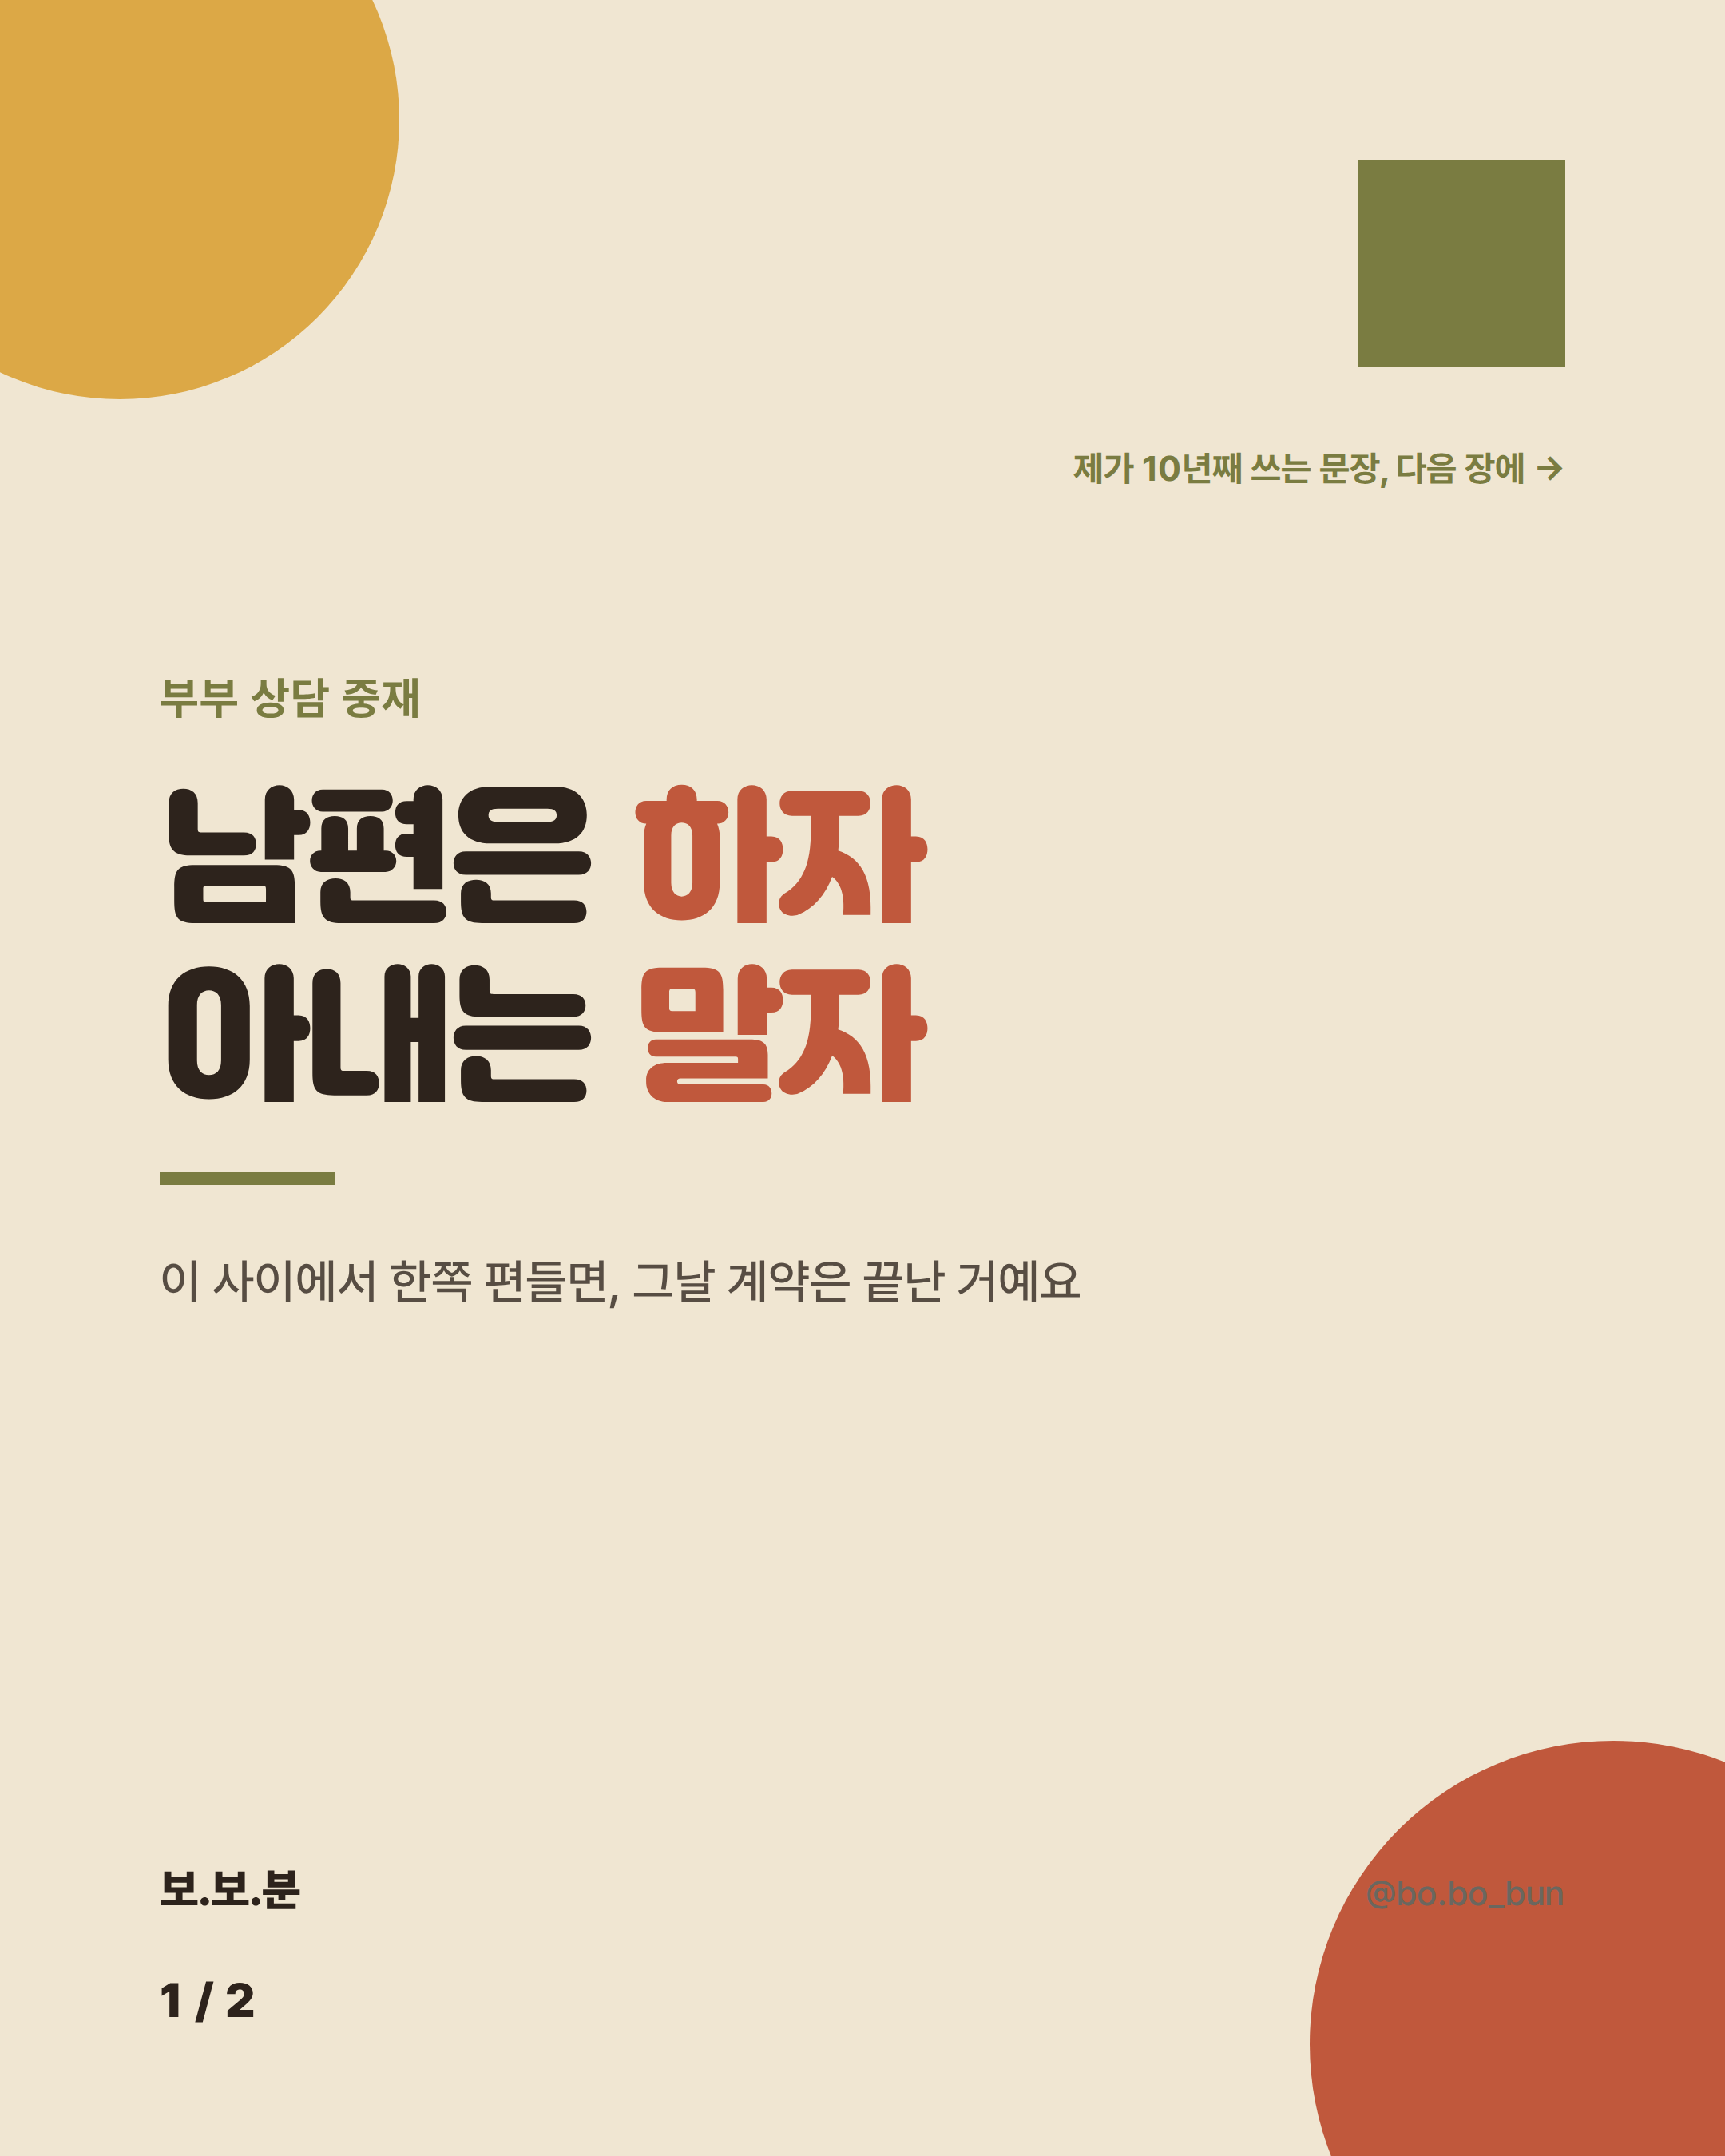 제가 10년째 쓰는 문장, 다음 장에 →
부부 상담 중재
남편은 하자
아내는 말자
이 사이에서 한쪽 편들면, 그날 계약은 끝난 거예요
보.보.분
@bo.bo_bun
1 / 2